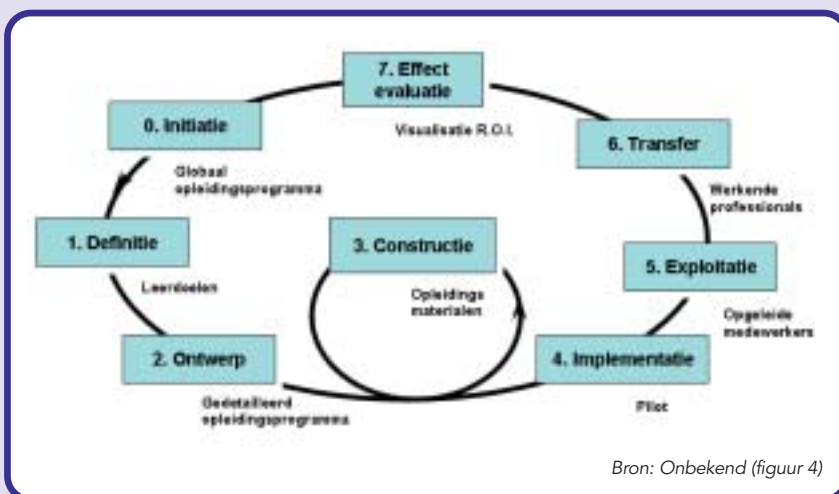 7. Effect
evaluatie
0. Initiatie
Visualisatie R.O.I.
6. Transfer
Globaal
opleidingsprogramma
Werkende
professionals
1. Definitie
3. Constructie
5. Exploitatie
Leerdoelen
Opleidings
materialen
Opgeleide
medewerkers
2. Ontwerp
4. Implementatie
Gedetailleerd
opleidingsprogramma
Pilot
Bron: Onbekend (figuur 4)